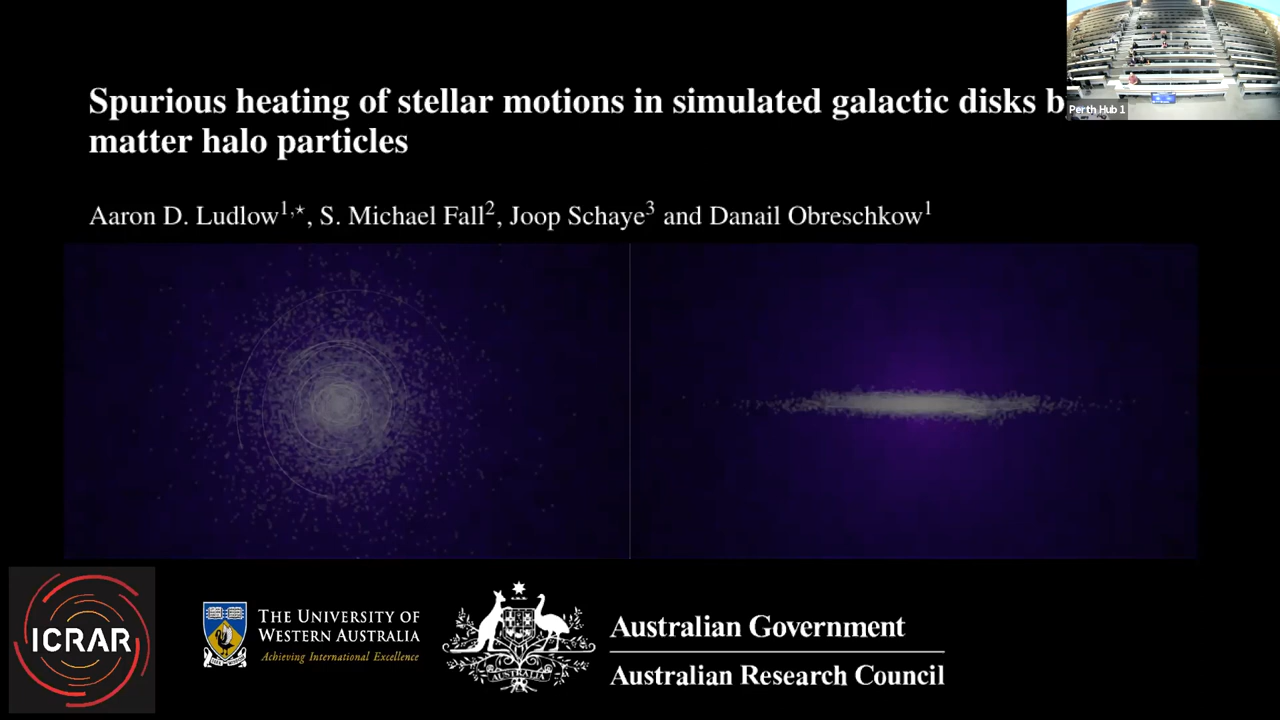 Spurious heating of stellar motions in simulated galactic disks b
matter halo particles
Perth Hub 1
Aaron D. Ludlow1,⋆, S. Michael Fall2, Joop Schaye3 and Danail Obreschkow1
ICRAR
THE UNIVERSITY OF
WESTERN AUSTRALIA
Achieving International Excellence
AUSTRALIA
Australian Government
Australian Research Council